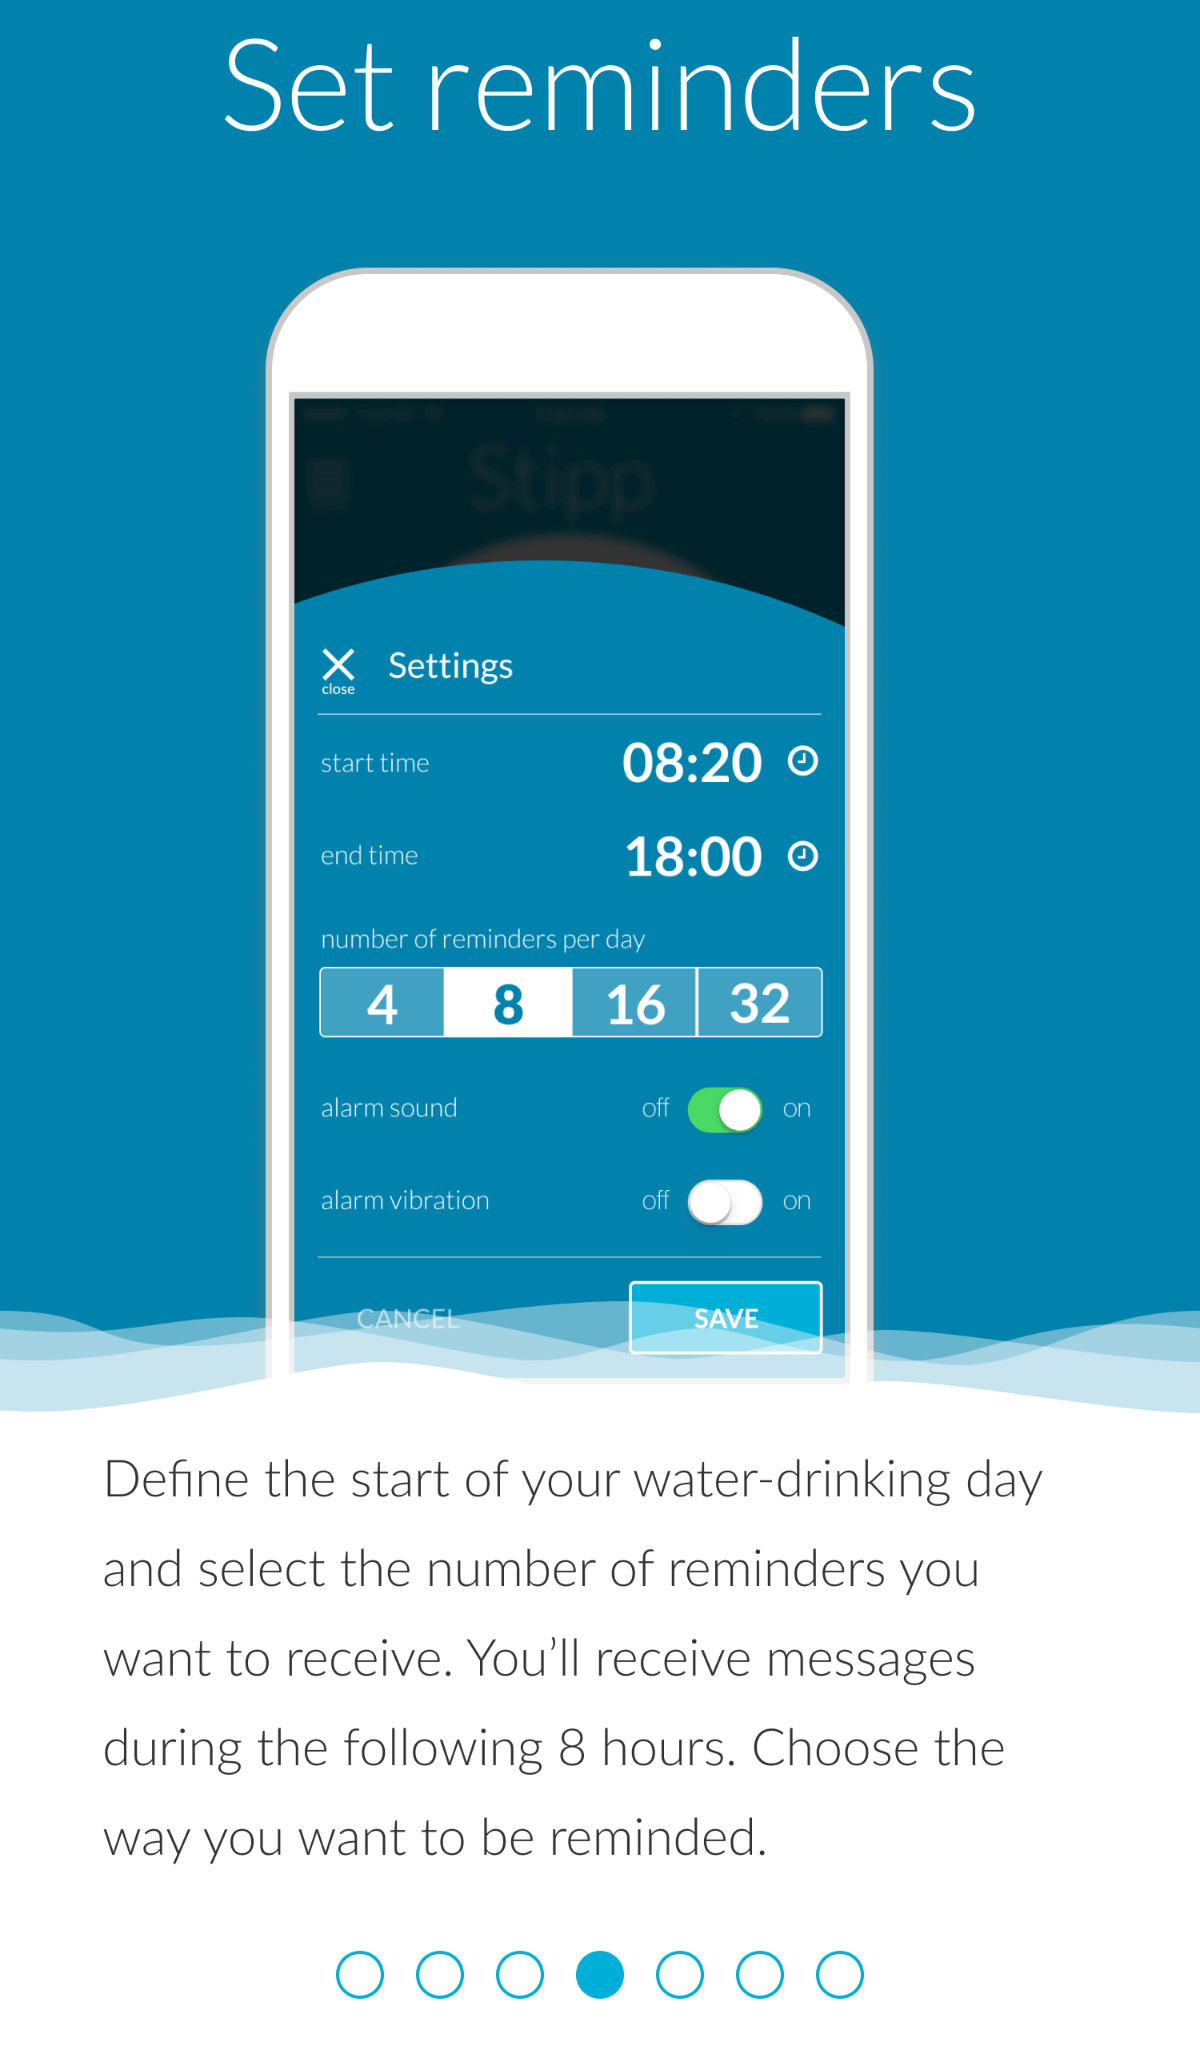 Set reminders
Stipp
close
Settings
start time 08:20
end time 18:00
number of reminders per day
4 8 16 32
alarm sound off on
alarm vibration off on
CANCEL SAVE
Define the start of your water-drinking day
and select the number of reminders you
want to receive. You’ll receive messages
during the following 8 hours. Choose the
way you want to be reminded.